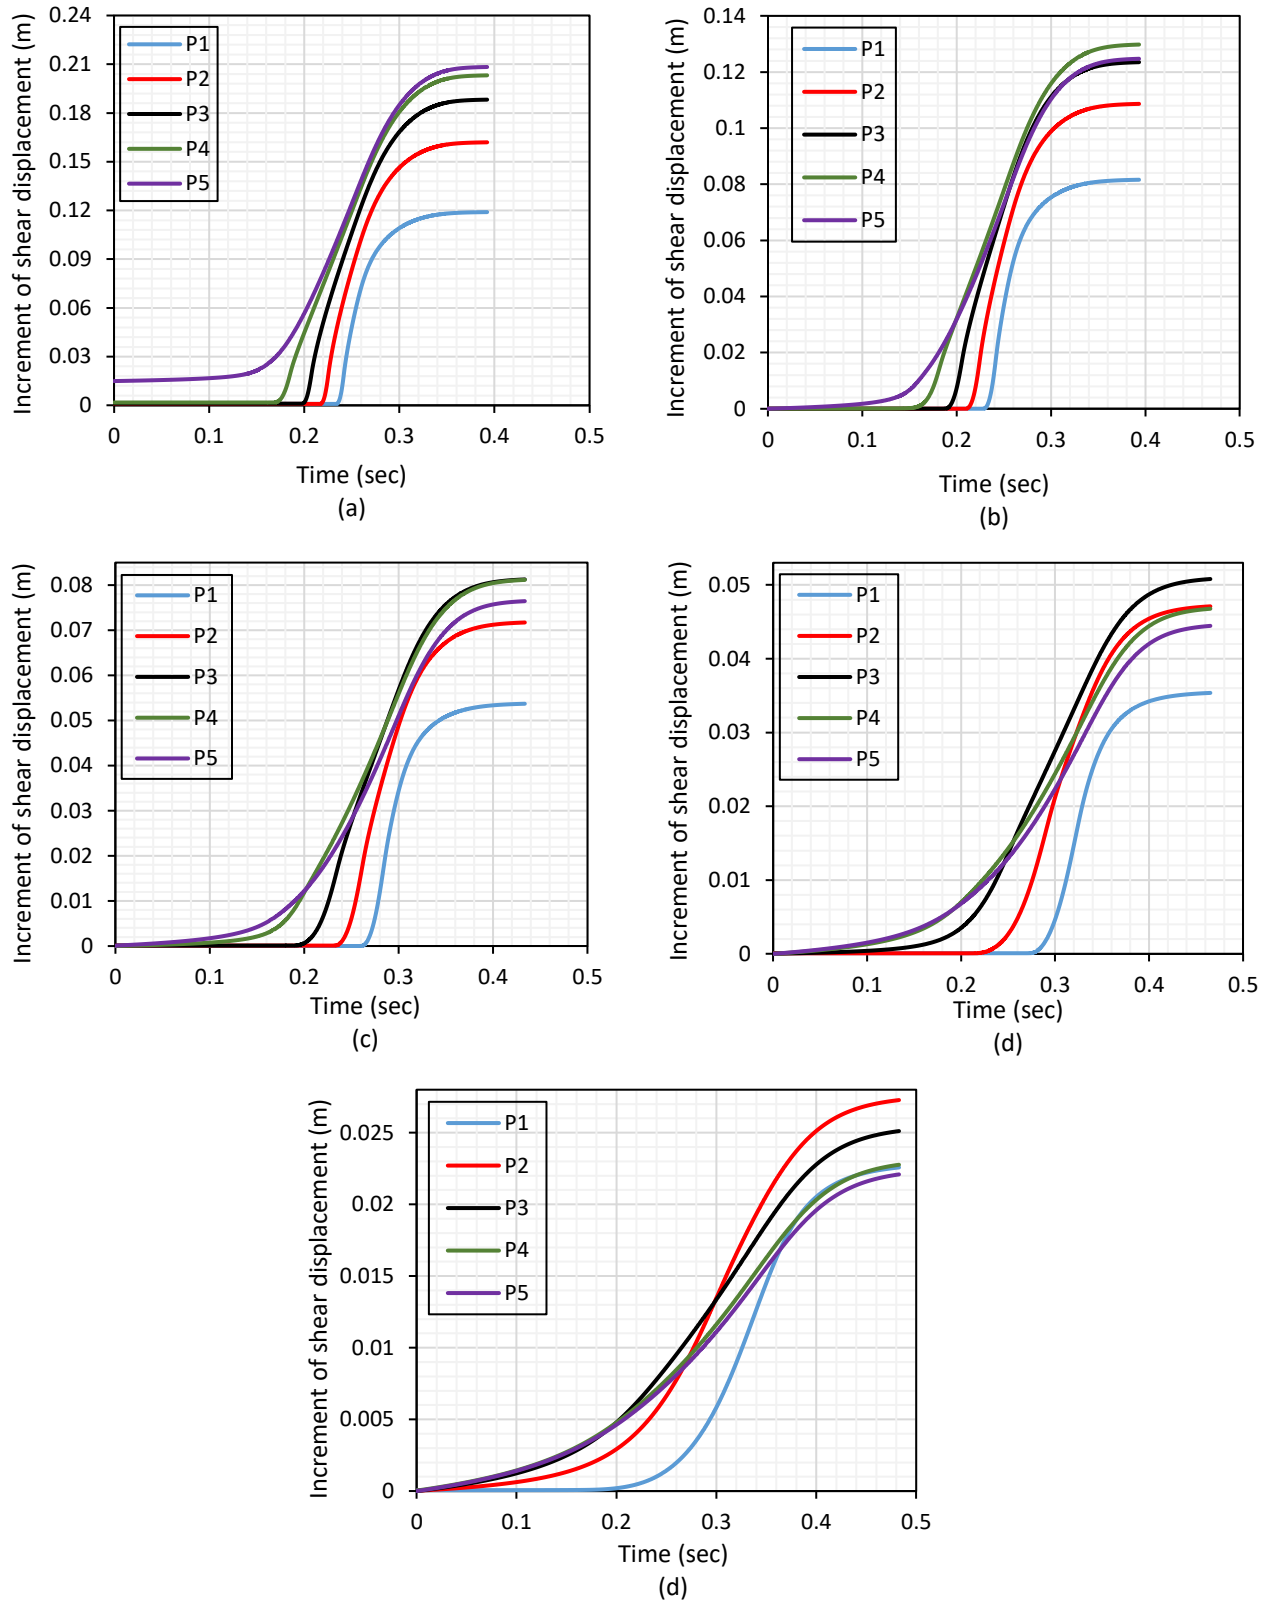 Increment of shear displacement (m)
0.24
0.21
0.18
0.15
0.12
0.09
0.06
0.03
0
P1
P2
P3
P4
P5
0 0.1 0.2 0.3 0.4 0.5
Time (sec)
(a)
Increment of shear displacement (m)
0.14
0.12
0.1
0.08
0.06
0.04
0.02
0
P1
P2
P3
P4
P5
0 0.1 0.2 0.3 0.4 0.5
Time (sec)
(b)
Increment of shear displacement (m)
0.08
0.07
0.06
0.05
0.04
0.03
0.02
0.01
0
P1
P2
P3
P4
P5
0 0.1 0.2 0.3 0.4 0.5
Time (sec)
(c)
Increment of shear displacement (m)
0.05
0.04
0.03
0.02
0.01
0
P1
P2
P3
P4
P5
0 0.1 0.2 0.3 0.4 0.5
Time (sec)
(d)
Increment of shear displacement (m)
0.025
0.02
0.015
0.01
0.005
0
P1
P2
P3
P4
P5
0 0.1 0.2 0.3 0.4 0.5
Time (sec)
(d)